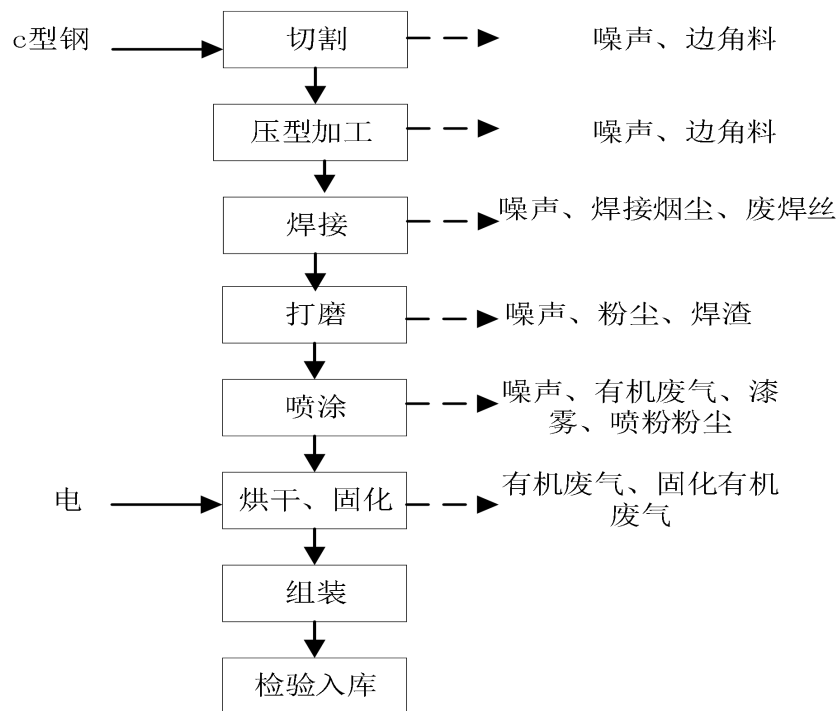 c型钢
切割
噪声、边角料
压型加工
噪声、边角料
焊接
噪声、焊接烟尘、废焊丝
打磨
噪声、粉尘、焊渣
喷涂
噪声、有机废气、漆
雾、喷粉粉尘
电
烘干、固化
有机废气、固化有机
废气
组装
检验入库